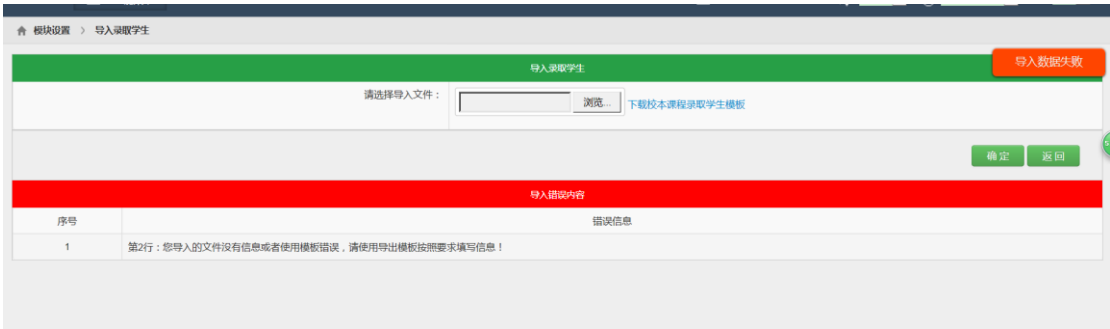 模块设置 > 导入录取学生
导入录取学生
导入数据失败
请选择导入文件：
浏览...
下载校本课程录取学生模板
确定
返回
导入错误内容
序号
错误信息
1
第2行：您导入的文件没有信息或者使用模板错误，请使用导出模板按照要求填写信息！